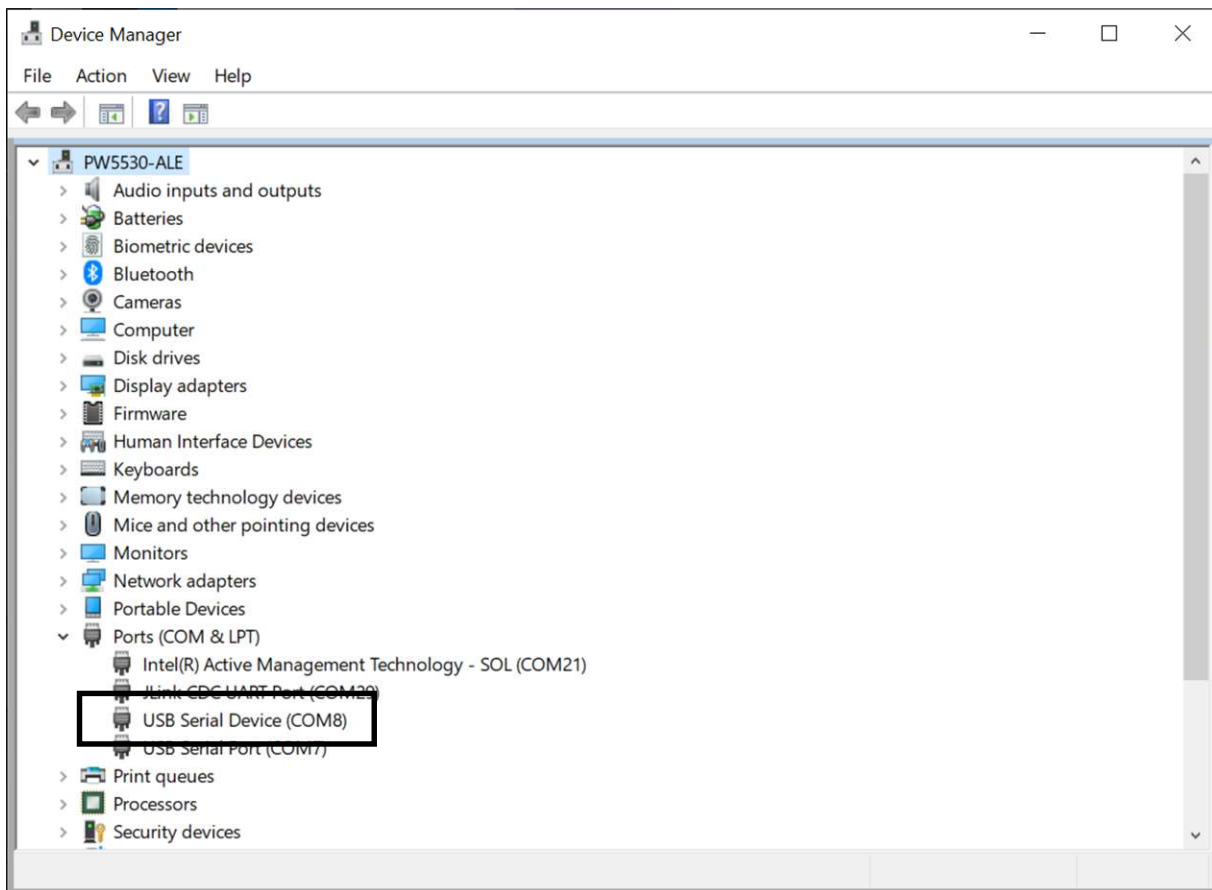 Device Manager
File Action View Help
PW5530-ALE
Audio inputs and outputs
Batteries
Biometric devices
Bluetooth
Cameras
Computer
Disk drives
Display adapters
Firmware
Human Interface Devices
Keyboards
Memory technology devices
Mice and other pointing devices
Monitors
Network adapters
Portable Devices
Ports (COM & LPT)
Intel(R) Active Management Technology - SOL (COM21)
JLink CDC UART Port (COM29)
USB Serial Device (COM8)
USB Serial Port (COM7)
Print queues
Processors
Security devices